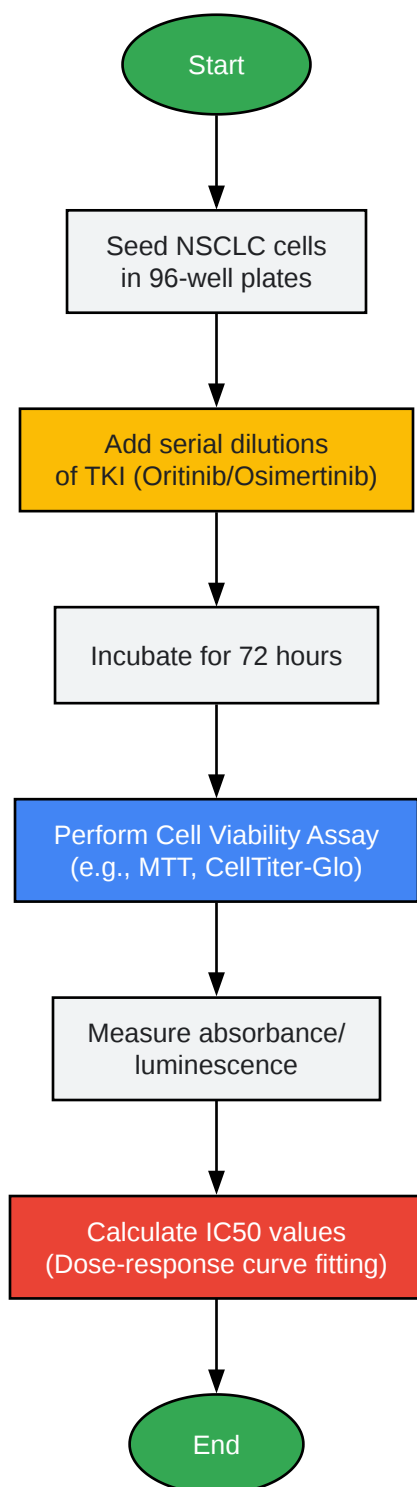 Start
Seed NSCLC cells
in 96-well plates
Add serial dilutions
of TKI (Oritinib/Osimertinib)
Incubate for 72 hours
Perform Cell Viability Assay
(e.g., MTT, CellTiter-Glo)
Measure absorbance/
luminescence
Calculate IC50 values
(Dose-response curve fitting)
End